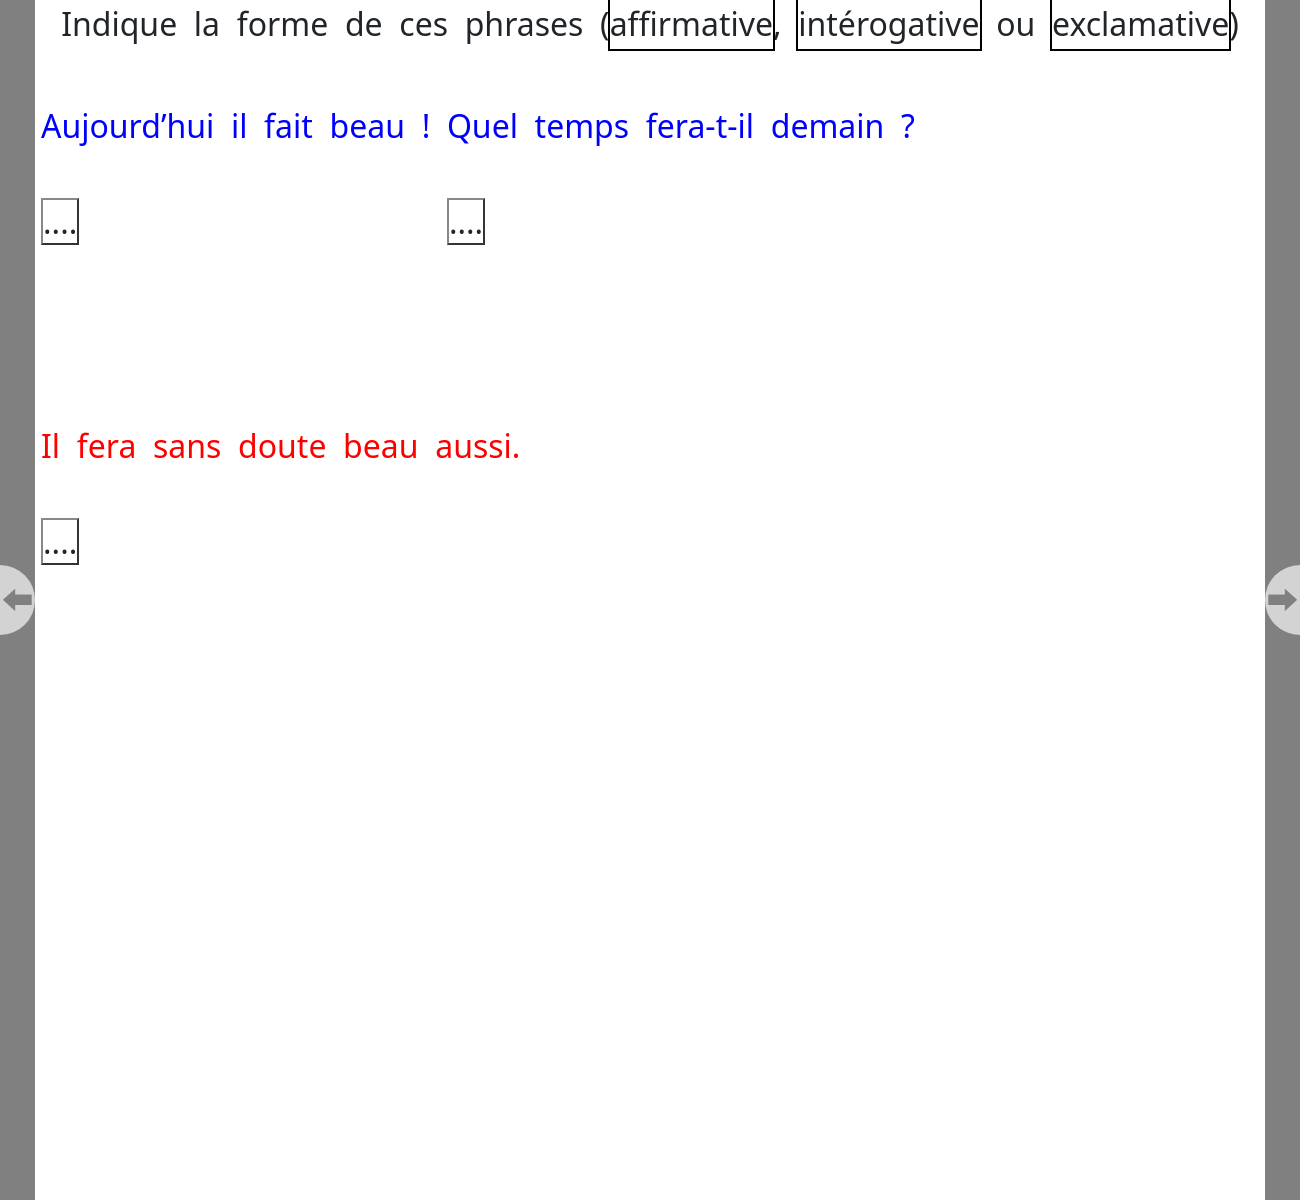 Indique la forme de ces phrases (affirmative, intérogative ou exclamative)
Aujourd’hui il fait beau ! Quel temps fera-t-il demain ?
.... ....
Il fera sans doute beau aussi.
....